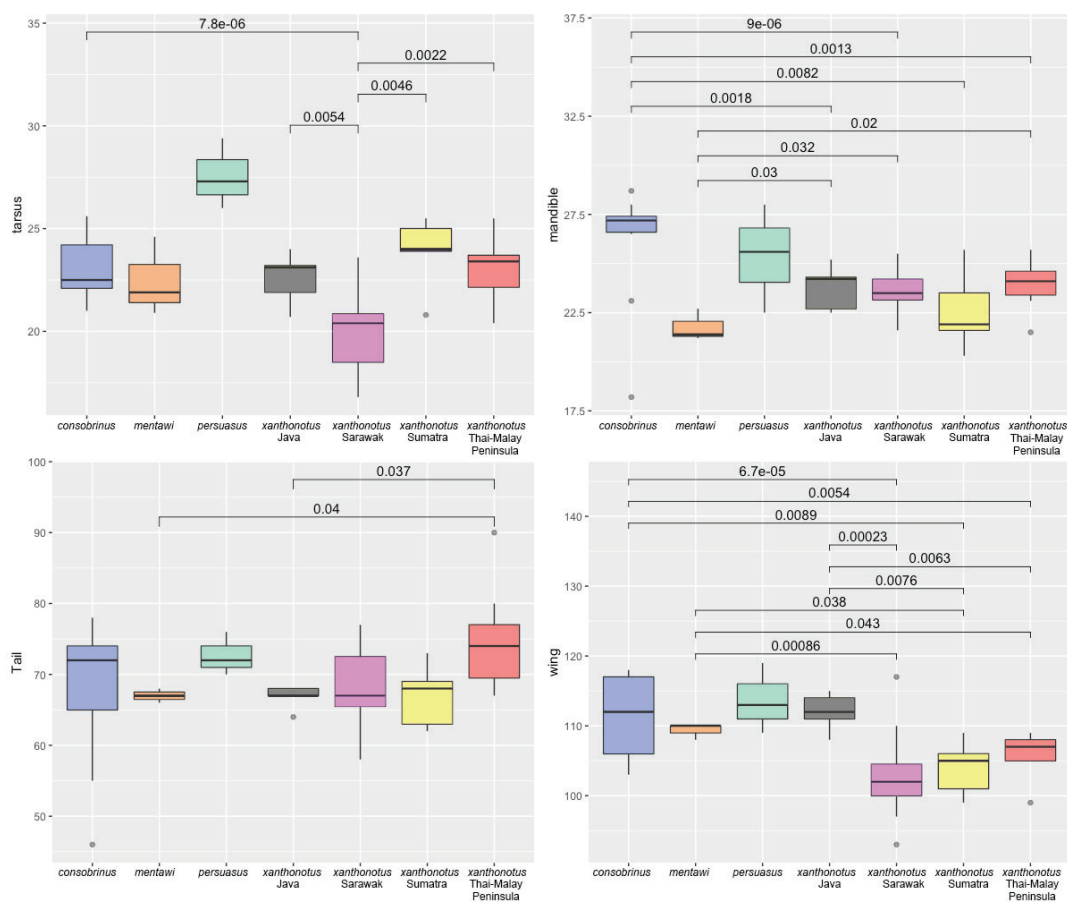 35
30
25
20
tarsus
7.8e-06
0.0022
0.0046
0.0054
consobrinus
mentawi
persuasus
xanthonotus
Java
xanthonotus
Sarawak
xanthonotus
Sumatra
xanthonotus
Thai-Malay
Peninsula
37.5
32.5
27.5
22.5
17.5
mandible
9e-06
0.0013
0.0082
0.0018
0.02
0.032
0.03
consobrinus
mentawi
persuasus
xanthonotus
Java
xanthonotus
Sarawak
xanthonotus
Sumatra
xanthonotus
Thai-Malay
Peninsula
100
90
80
70
60
50
Tail
0.037
0.04
consobrinus
mentawi
persuasus
xanthonotus
Java
xanthonotus
Sarawak
xanthonotus
Sumatra
xanthonotus
Thai-Malay
Peninsula
140
130
120
110
100
wing
6.7e-05
0.0054
0.0089
0.00023
0.0063
0.0076
0.038
0.043
0.00086
consobrinus
mentawi
persuasus
xanthonotus
Java
xanthonotus
Sarawak
xanthonotus
Sumatra
xanthonotus
Thai-Malay
Peninsula